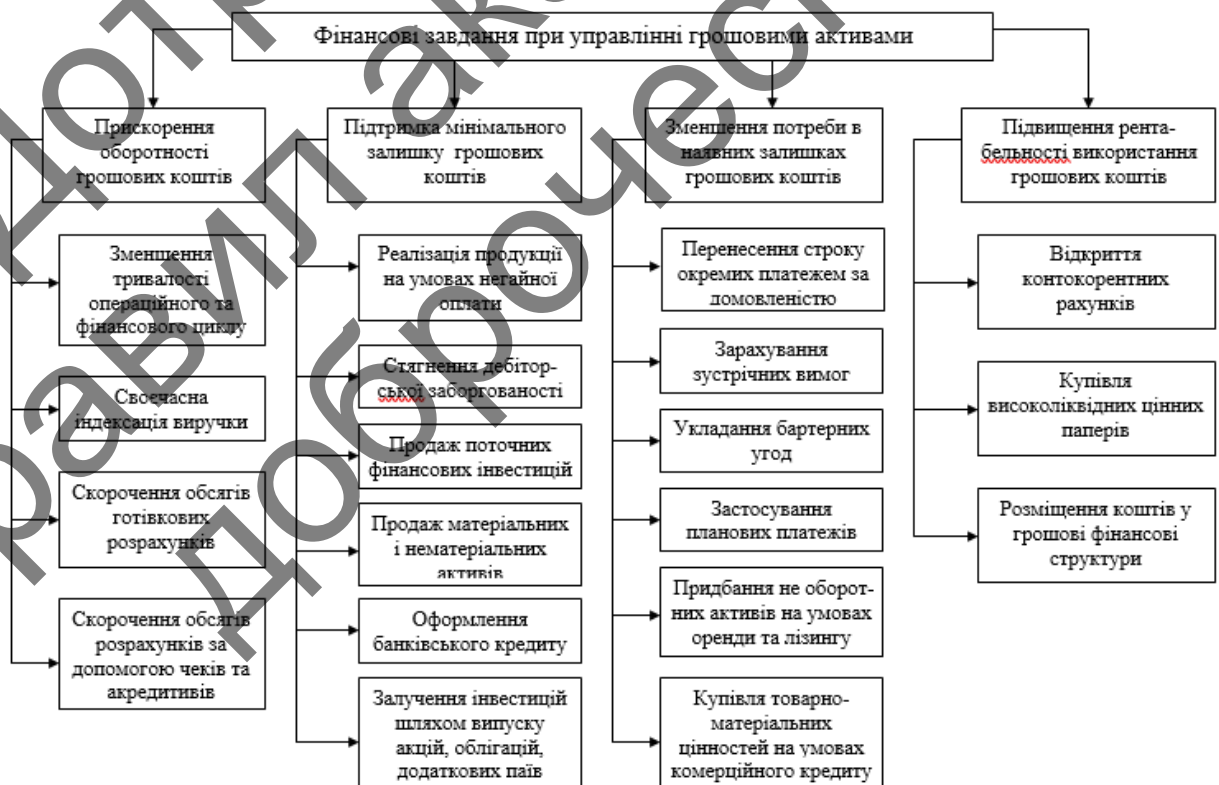 Фінансові завдання при управлінні грошовими активами
Прискорення
оборотності
грошових коштів
Зменшення
тривалості
операційного та
фінансового циклу
Своєчасна
індексація виручки
Скорочення обсягів
готівкових
розрахунків
Скорочення обсягів
розрахунків за
допомогою чеків та
акредитивів
Підтримка мінімального
залишку грошових
коштів
Реалізація продукції
на умовах негайної
оплати
Стягнення дебітор-
ської заборгованості
Продаж поточних
фінансових інвестицій
Продаж матеріальних
і нематеріальних
активів
Оформлення
банківського кредиту
Залучення інвестицій
шляхом випуску
акцій, облігацій,
додаткових паїв
Зменшення потреби в
наявних залишках
грошових коштів
Перенесення строку
окремих платежем за
домовленістю
Зарахування
зустрічних вимог
Укладання бартерних
угод
Застосування
планових платежів
Придбання не оборот-
них активів на умовах
оренди та лізингу
Купівля товарно-
матеріальних
цінностей на умовах
комерційного кредиту
Підвищення рента-
бельності використання
грошових коштів
Відкриття
контокорентних
рахунків
Купівля
високоліквідних цінних
паперів
Розміщення коштів у
грошові фінансові
структури
равил ака
доброчес